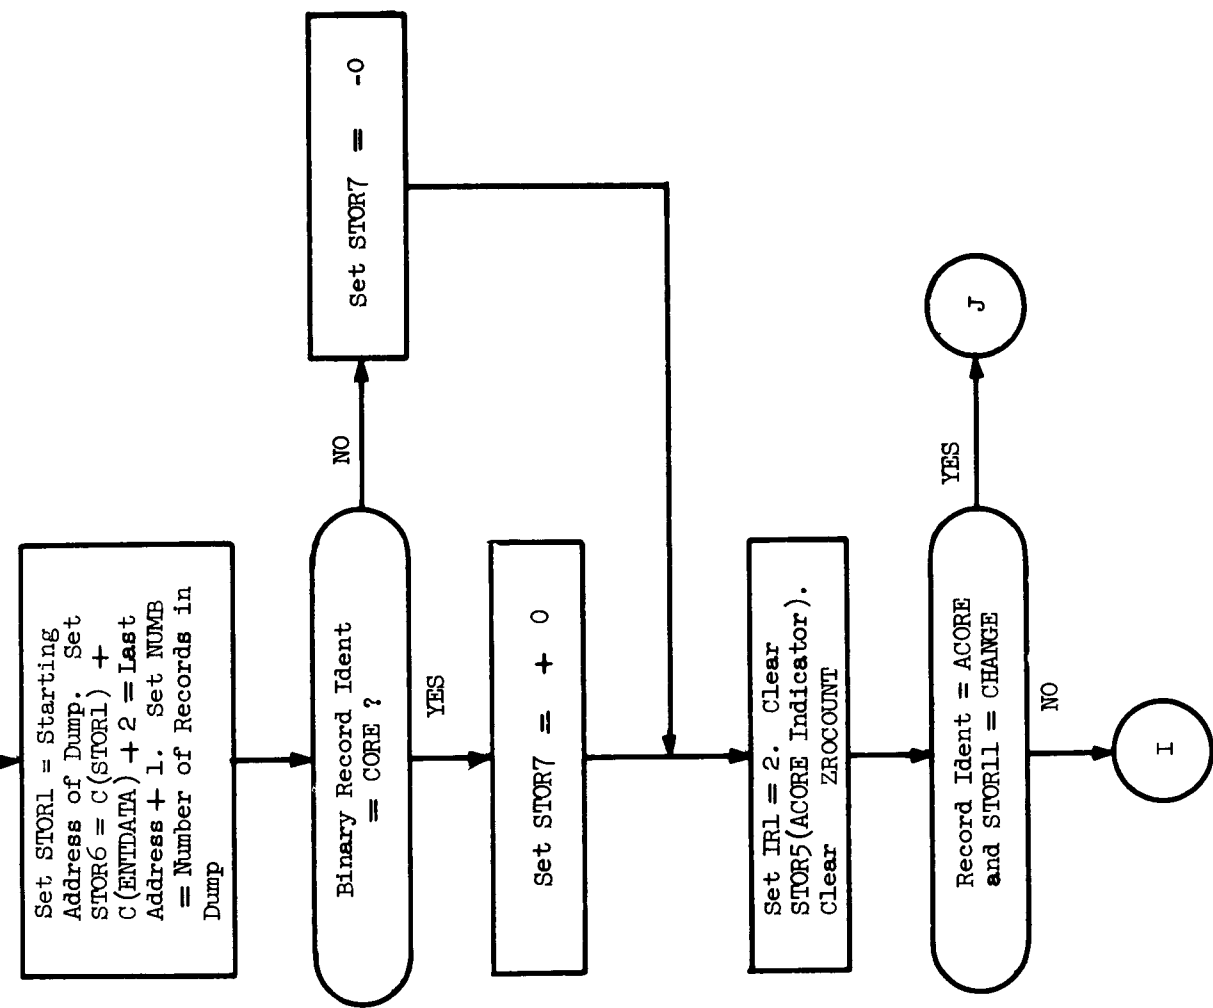 Set STOR1 = Starting
Address of Dump. Set
STOR6 = C(STOR1) +
C(ENTDATA) + 2 = Last
Address + 1. Set NUMB
= Number of Records in
Dump
Binary Record Ident
= CORE ?
NO
Set STOR7 = -0
YES
Set STOR7 = + 0
Set IR1 = 2. Clear
STOR5(ACORE Indicator).
Clear ZROCOUNT
Record Ident = ACORE
and STOR11 = CHANGE
YES
J
NO
I